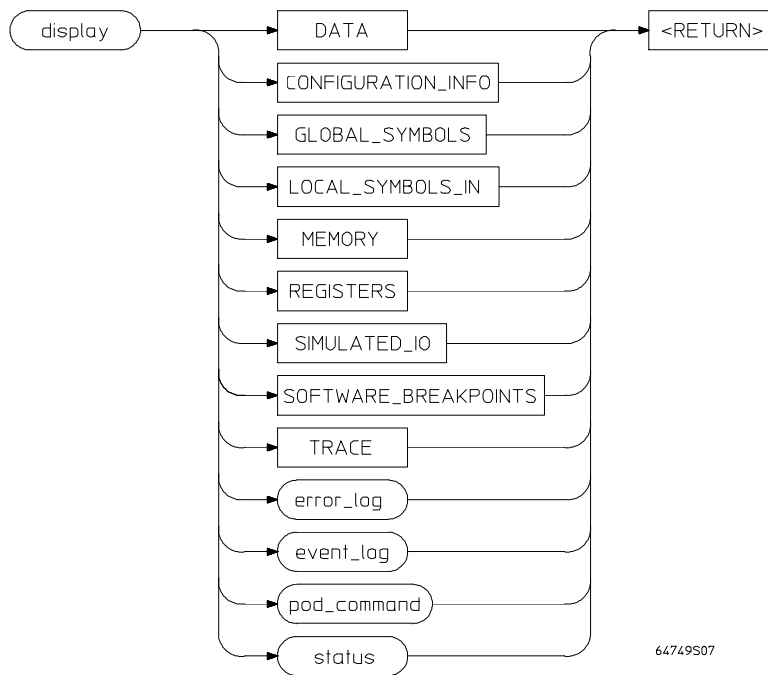 display
DATA
<RETURN>
CONFIGURATION_INFO
GLOBAL_SYMBOLS
LOCAL_SYMBOLS_IN
MEMORY
REGISTERS
SIMULATED_IO
SOFTWARE_BREAKPOINTS
TRACE
error_log
event_log
pod_command
status
64749S07